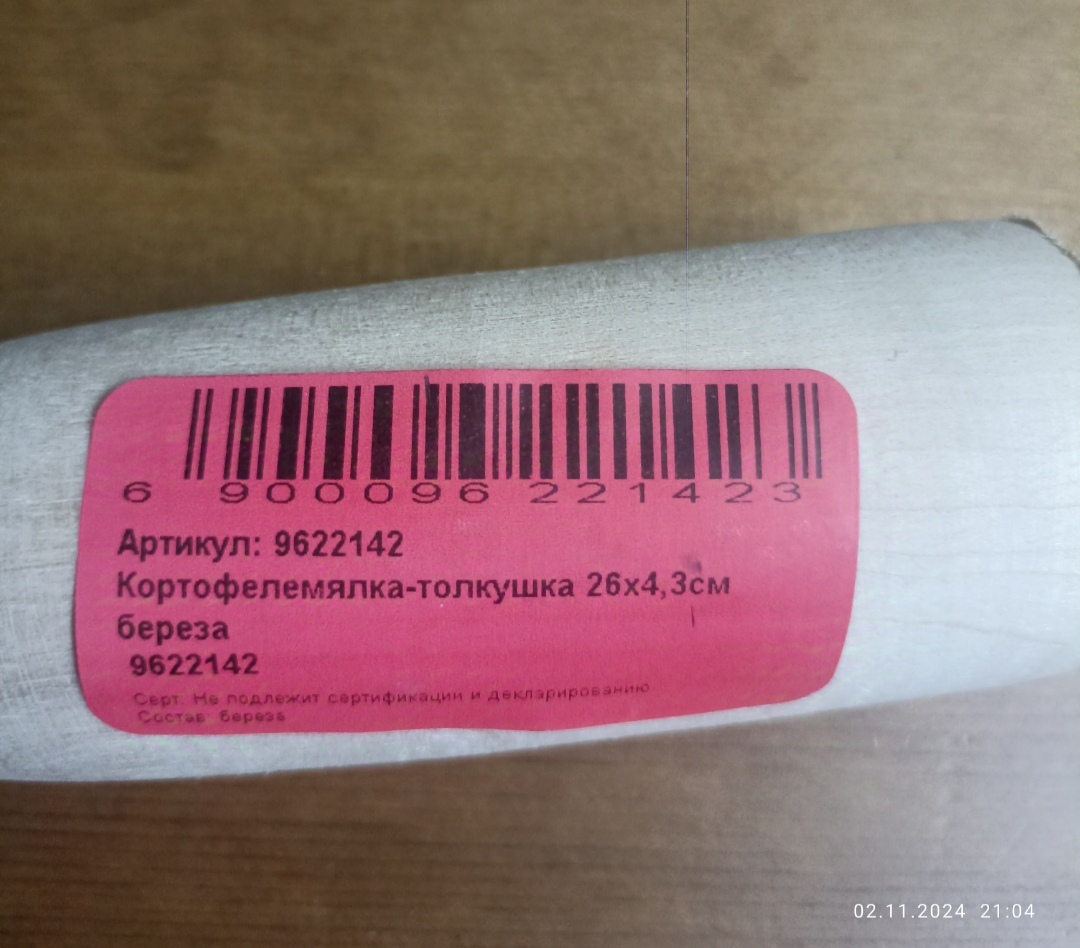 6 900096 221423
Артикул: 9622142
Кортофелемялка-толкушка 26х4,3см
береза
9622142
Серт. Не подлежит сертификации и декларированию
Состав: береза
02.11.2024 21:04